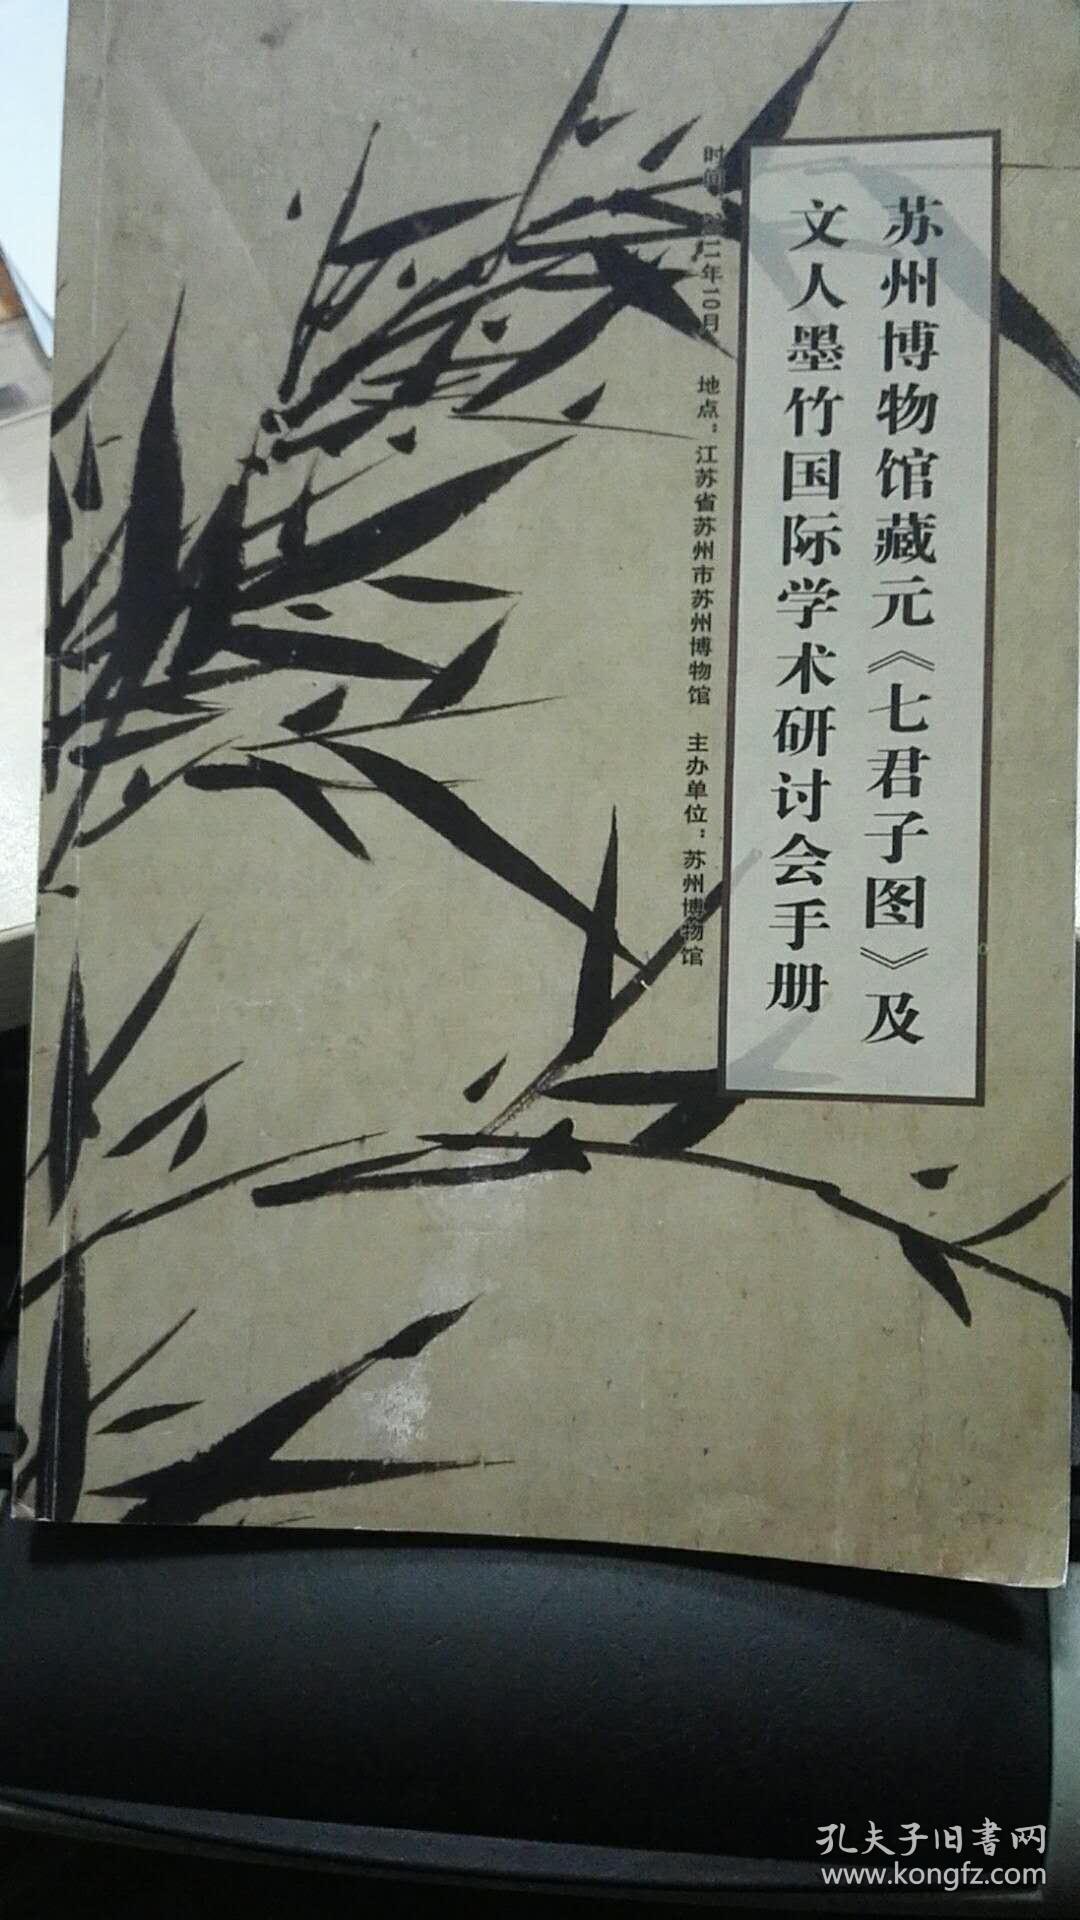 苏州博物馆藏元《七君子图》及
文人墨竹国际学术研讨会手册
时间 一年10月 地点：江苏省苏州市苏州博物馆 主办单位：苏州博物馆
孔夫子旧書网
www.kongfz.com